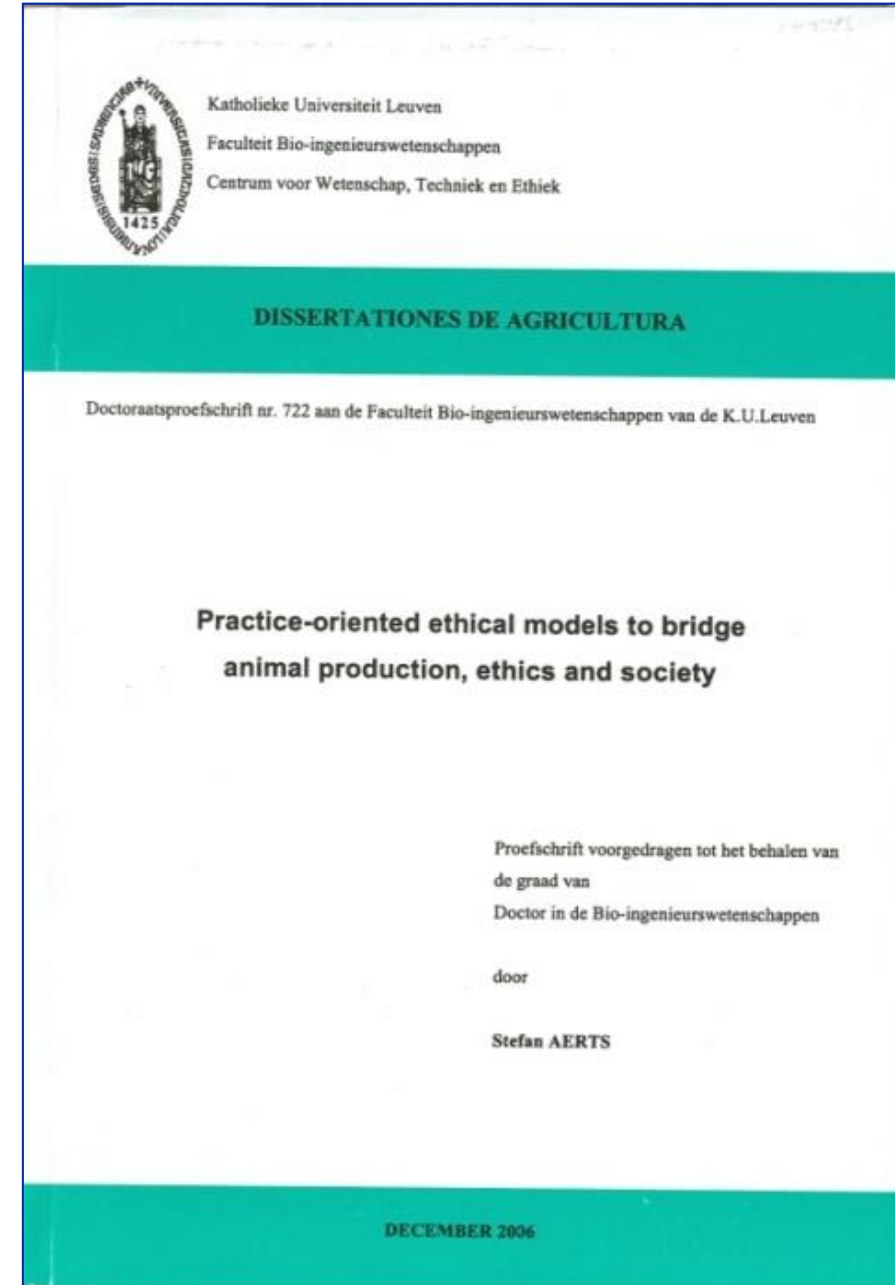 Katholieke Universiteit Leuven
Faculteit Bio-ingenieurswetenschappen
Centrum voor Wetenschap, Techniek en Ethiek
1425
DISSERTATIONES DE AGRICULTURA
Doctoraatsproefschrift nr. 722 aan de Faculteit Bio-ingenieurswetenschappen van de K.U.Leuven
Practice-oriented ethical models to bridge
animal production, ethics and society
Proefschrift voorgedragen tot het behalen van
de graad van
Doctor in de Bio-ingenieurswetenschappen
door
Stefan AERTS
DECEMBER 2006